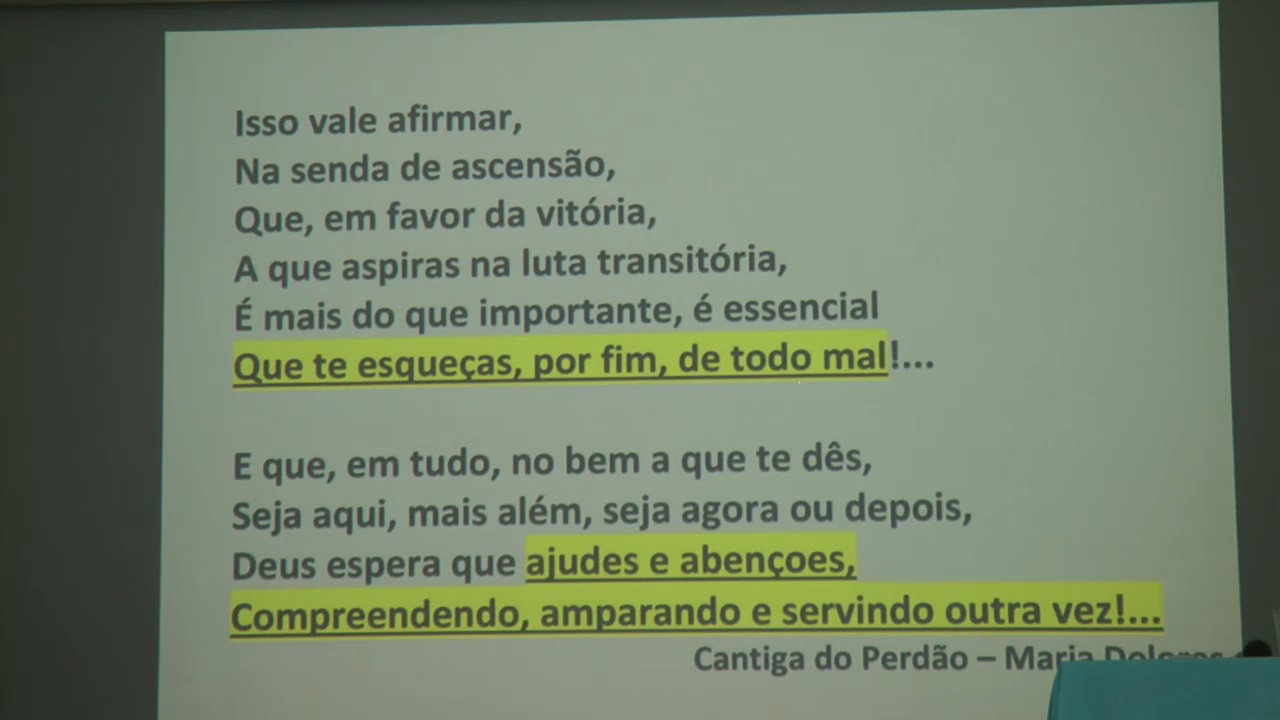 Isso vale afirmar,
Na senda de ascensão,
Que, em favor da vitória,
A que aspiras na luta transitória,
É mais do que importante, é essencial
Que te esqueças, por fim, de todo mal!...
E que, em tudo, no bem a que te dês,
Seja aqui, mais além, seja agora ou depois,
Deus espera que ajudes e abençoes,
Compreendendo, amparando e servindo outra vez!...
Cantiga do Perdão – Maria Dolores